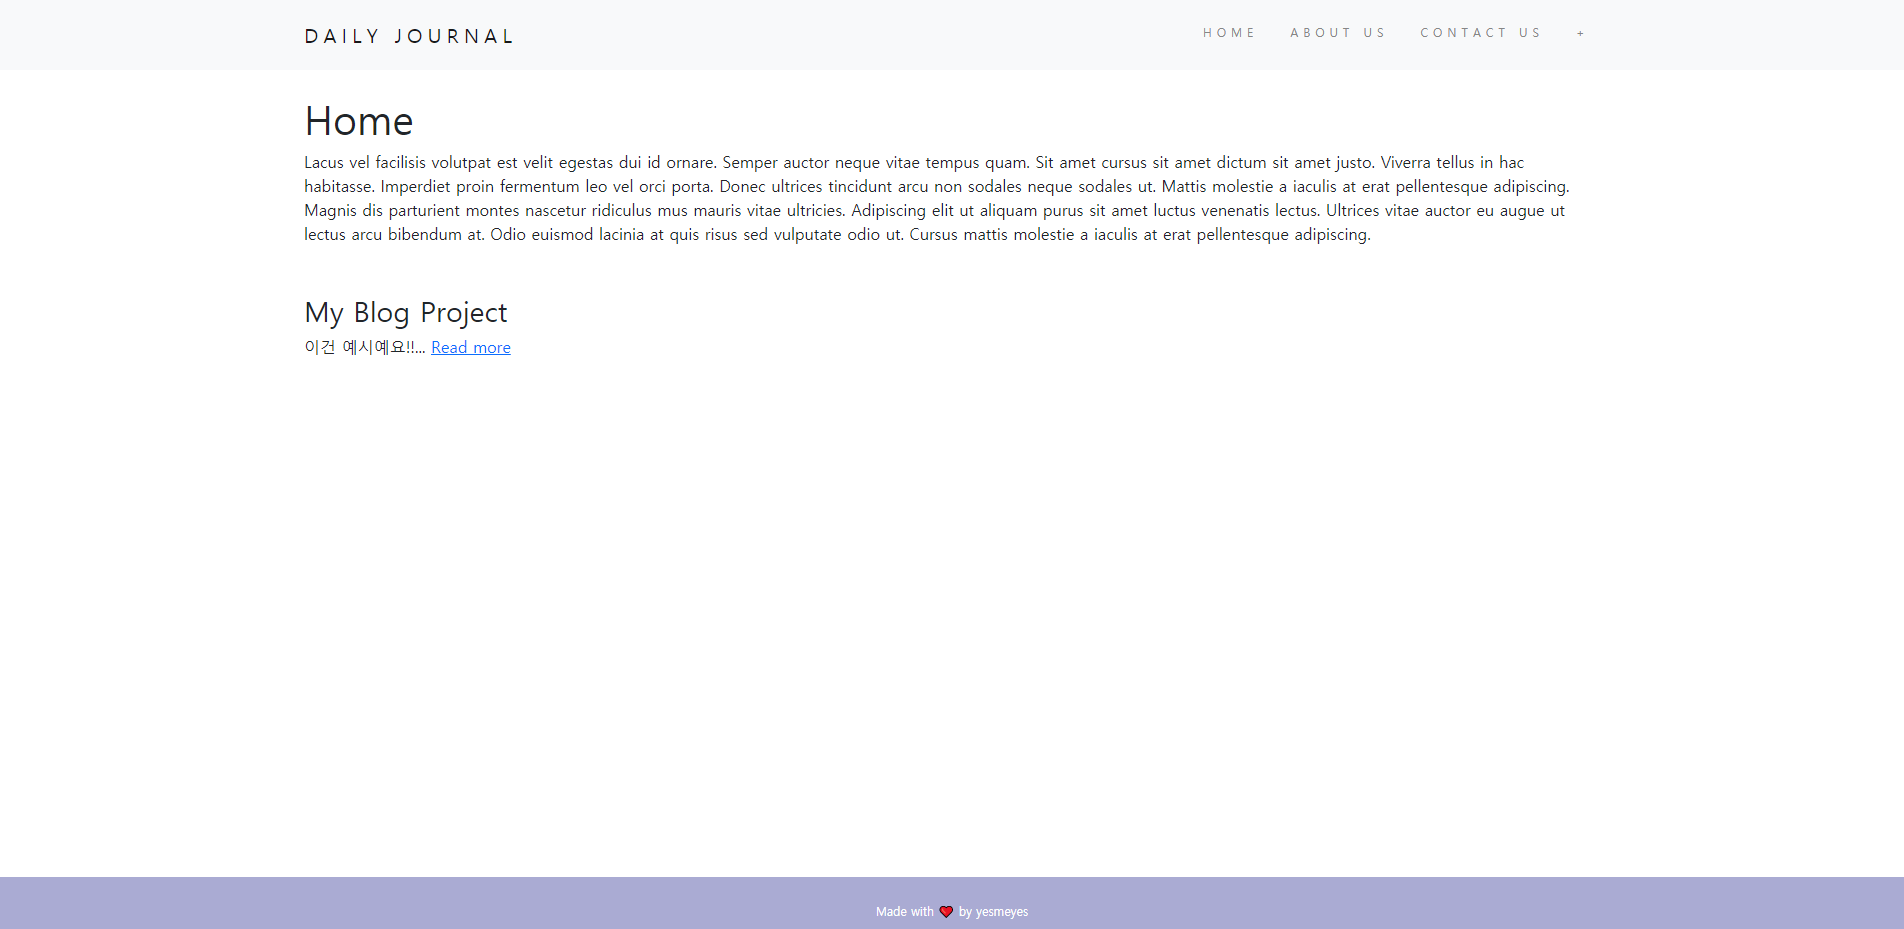 DAILY JOURNAL
HOME ABOUT US CONTACT US +
Home
Lacus vel facilisis volutpat est velit egestas dui id ornare. Semper auctor neque vitae tempus quam. Sit amet cursus sit amet dictum sit amet justo. Viverra tellus in hac
habitasse. Imperdiet proin fermentum leo vel orci porta. Donec ultrices tincidunt arcu non sodales neque sodales ut. Mattis molestie a iaculis at erat pellentesque adipiscing.
Magnis dis parturient montes nascetur ridiculus mus mauris vitae ultricies. Adipiscing elit ut aliquam purus sit amet luctus venenatis lectus. Ultrices vitae auctor eu augue ut
lectus arcu bibendum at. Odio euismod lacinia at quis risus sed vulputate odio ut. Cursus mattis molestie a iaculis at erat pellentesque adipiscing.
My Blog Project
이건 예시예요!!... Read more
Made with ❤️ by yesmeyes